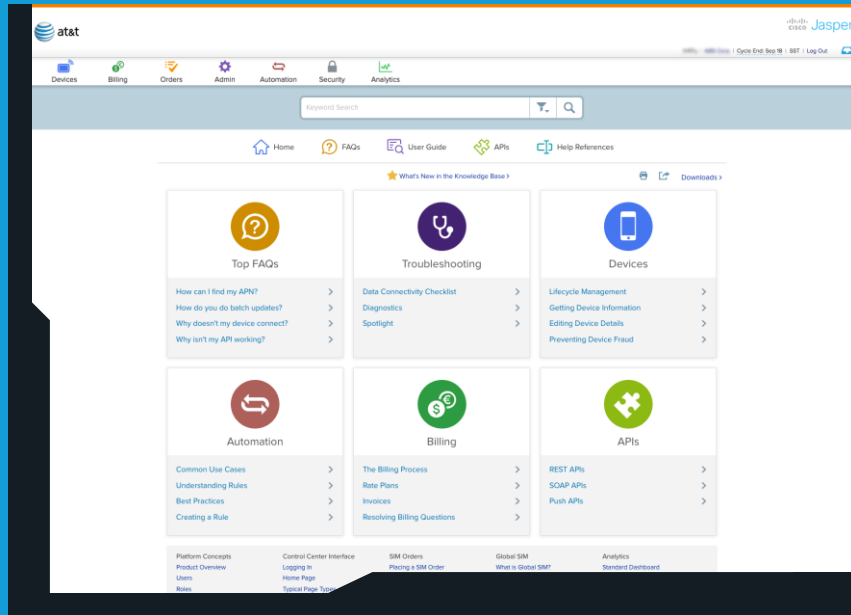 at&t
CISCO Jasper
Cycle End: Sep 18 | SST | Log Out
Devices Billing Orders Admin Automation Security Analytics
Keyword Search
Home FAQs User Guide APIs Help References
What's New in the Knowledge Base >
Downloads >
Top FAQs
How can I find my APN?
How do you do batch updates?
Why doesn't my device connect?
Why isn't my API working?
Troubleshooting
Data Connectivity Checklist
Diagnostics
Spotlight
Devices
Lifecycle Management
Getting Device Information
Editing Device Details
Preventing Device Fraud
Automation
Common Use Cases
Understanding Rules
Best Practices
Creating a Rule
Billing
The Billing Process
Rate Plans
Invoices
Resolving Billing Questions
APIs
REST APIs
SOAP APIs
Push APIs
Platform Concepts
Product Overview
Users
Roles
Control Center Interface
Logging In
Home Page
Typical Page Types
SIM Orders
Placing a SIM Order
Global SIM
What is Global SIM?
Analytics
Standard Dashboard